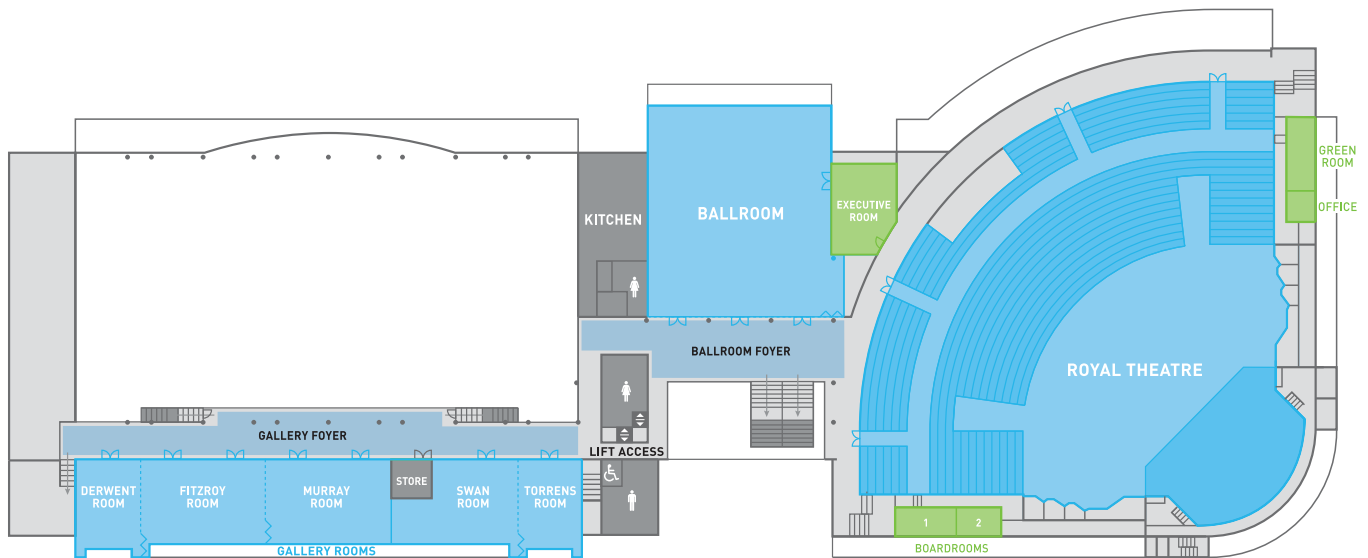 GREEN
ROOM
OFFICE
KITCHEN
BALLROOM
EXECUTIVE
ROOM
BALLROOM FOYER
ROYAL THEATRE
GALLERY FOYER
LIFT ACCESS
DERWENT
ROOM
FITZROY
ROOM
MURRAY
ROOM
STORE
SWAN
ROOM
TORRENS
ROOM
GALLERY ROOMS
1
2
BOARDROOMS